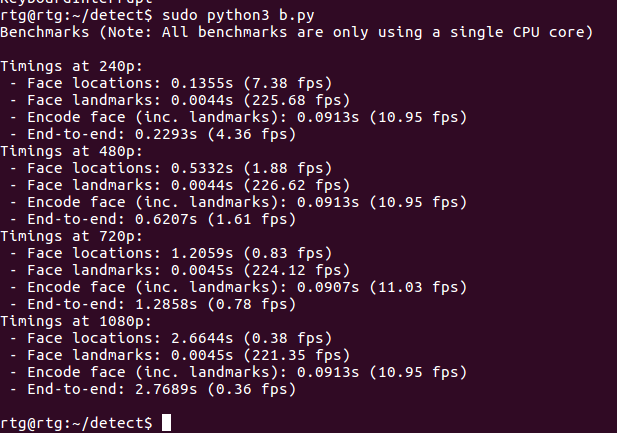 KeyboardInterrupt
rtg@rtg:~/detect$ sudo python3 b.py
Benchmarks (Note: All benchmarks are only using a single CPU core)

Timings at 240p:
 - Face locations: 0.1355s (7.38 fps)
 - Face landmarks: 0.0044s (225.68 fps)
 - Encode face (inc. landmarks): 0.0913s (10.95 fps)
 - End-to-end: 0.2293s (4.36 fps)
Timings at 480p:
 - Face locations: 0.5332s (1.88 fps)
 - Face landmarks: 0.0044s (226.62 fps)
 - Encode face (inc. landmarks): 0.0913s (10.95 fps)
 - End-to-end: 0.6207s (1.61 fps)
Timings at 720p:
 - Face locations: 1.2059s (0.83 fps)
 - Face landmarks: 0.0045s (224.12 fps)
 - Encode face (inc. landmarks): 0.0907s (11.03 fps)
 - End-to-end: 1.2858s (0.78 fps)
Timings at 1080p:
 - Face locations: 2.6644s (0.38 fps)
 - Face landmarks: 0.0045s (221.35 fps)
 - Encode face (inc. landmarks): 0.0913s (10.95 fps)
 - End-to-end: 2.7689s (0.36 fps)

rtg@rtg:~/detect$